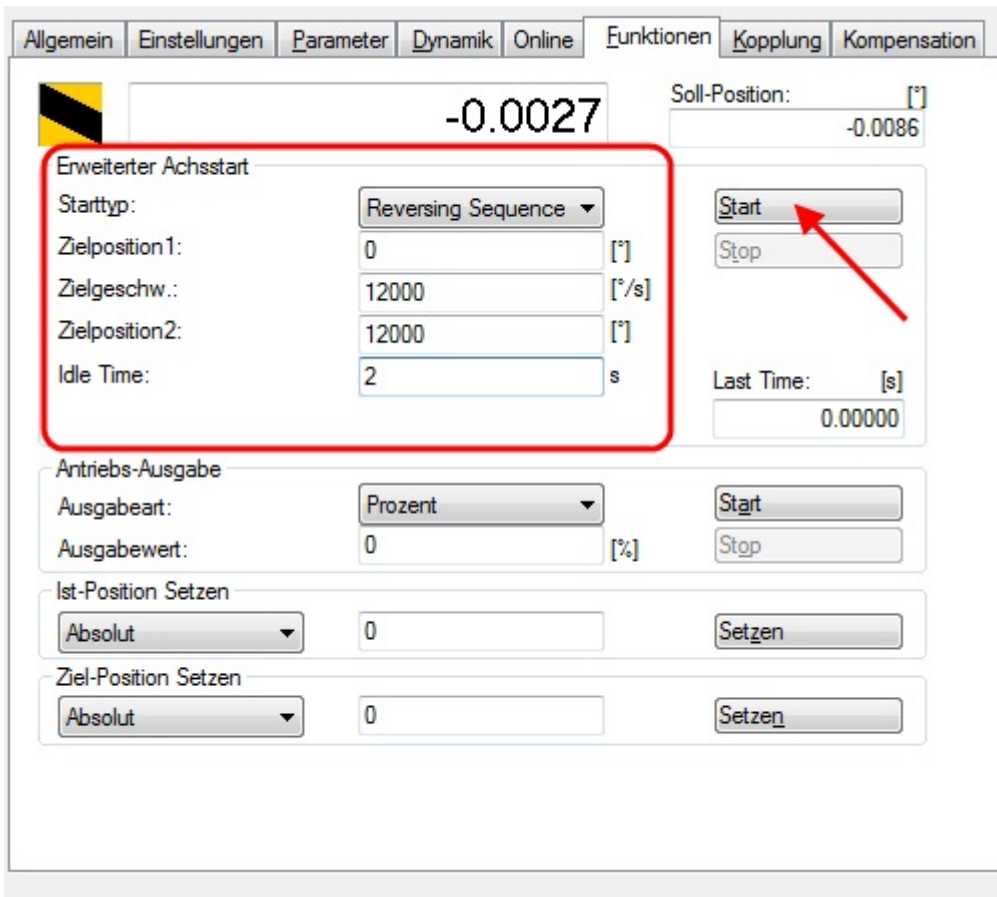 Allgemein Einstellungen Parameter Dynamik Online Funktionen Kopplung Kompensation
-0.0027
Soll-Position: [°]
-0.0086
Erweiterter Achsstart
Starttyp: Reversing Sequence Start
Zielposition1: 0 [°] Stop
Zielgeschw.: 12000 [°/s]
Zielposition2: 12000 [°]
Idle Time: 2 s Last Time: [s]
0.00000
Antriebs-Ausgabe
Ausgabeart: Prozent Start
Ausgabewert: 0 [%] Stop
Ist-Position Setzen
Absolut 0 Setzen
Ziel-Position Setzen
Absolut 0 Setzen